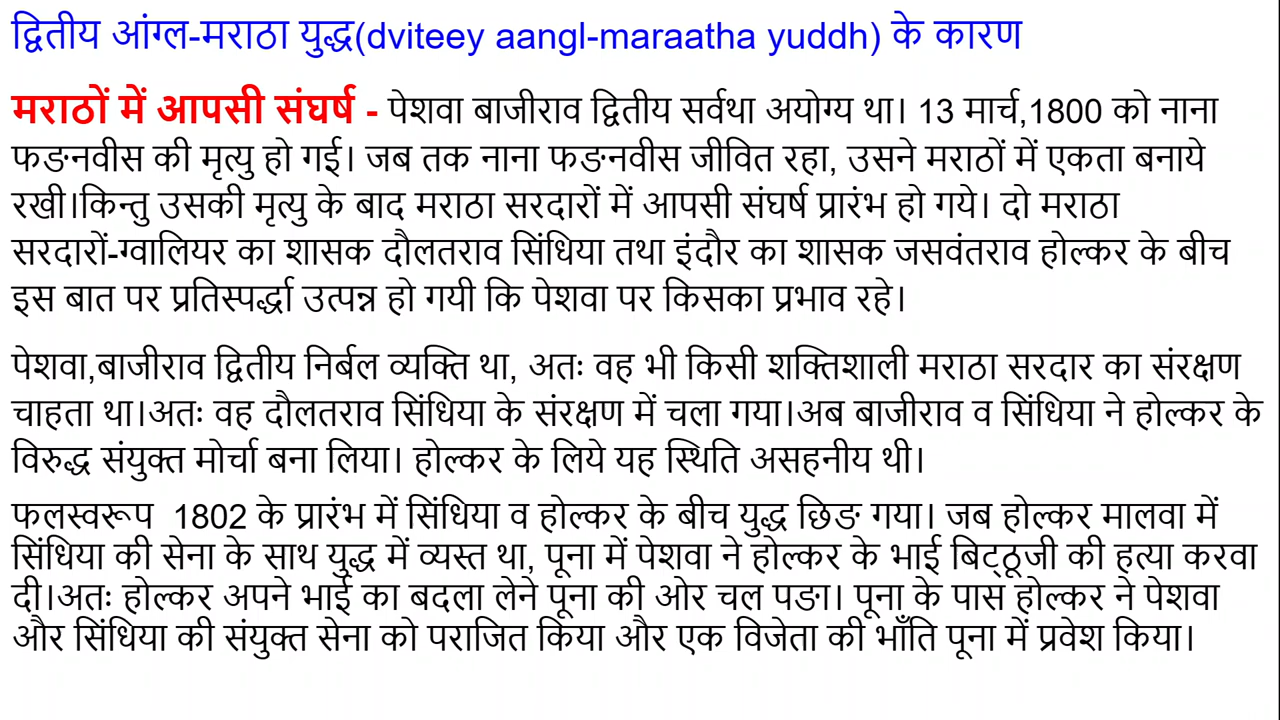 द्वितीय आंग्ल-मराठा युद्ध(dviteey aangl-maraatha yuddh) के कारण
मराठों में आपसी संघर्ष - पेशवा बाजीराव द्वितीय सर्वथा अयोग्य था। 13 मार्च,1800 को नाना
फङनवीस की मृत्यु हो गई। जब तक नाना फङनवीस जीवित रहा, उसने मराठों में एकता बनाये
रखी।किन्तु उसकी मृत्यु के बाद मराठा सरदारों में आपसी संघर्ष प्रारंभ हो गये। दो मराठा
सरदारों-ग्वालियर का शासक दौलतराव सिंधिया तथा इंदौर का शासक जसवंतराव होल्कर के बीच
इस बात पर प्रतिस्पर्द्धा उत्पन्न हो गयी कि पेशवा पर किसका प्रभाव रहे।
पेशवा,बाजीराव द्वितीय निर्बल व्यक्ति था, अतः वह भी किसी शक्तिशाली मराठा सरदार का संरक्षण
चाहता था।अतः वह दौलतराव सिंधिया के संरक्षण में चला गया।अब बाजीराव व सिंधिया ने होल्कर के
विरुद्ध संयुक्त मोर्चा बना लिया। होल्कर के लिये यह स्थिति असहनीय थी।
फलस्वरूप 1802 के प्रारंभ में सिंधिया व होल्कर के बीच युद्ध छिङ गया। जब होल्कर मालवा में
सिंधिया की सेना के साथ युद्ध में व्यस्त था, पूना में पेशवा ने होल्कर के भाई बिट्ठूजी की हत्या करवा
दी।अतः होल्कर अपने भाई का बदला लेने पूना की ओर चल पङा। पूना के पास होल्कर ने पेशवा
और सिंधिया की संयुक्त सेना को पराजित किया और एक विजेता की भाँति पूना में प्रवेश किया।